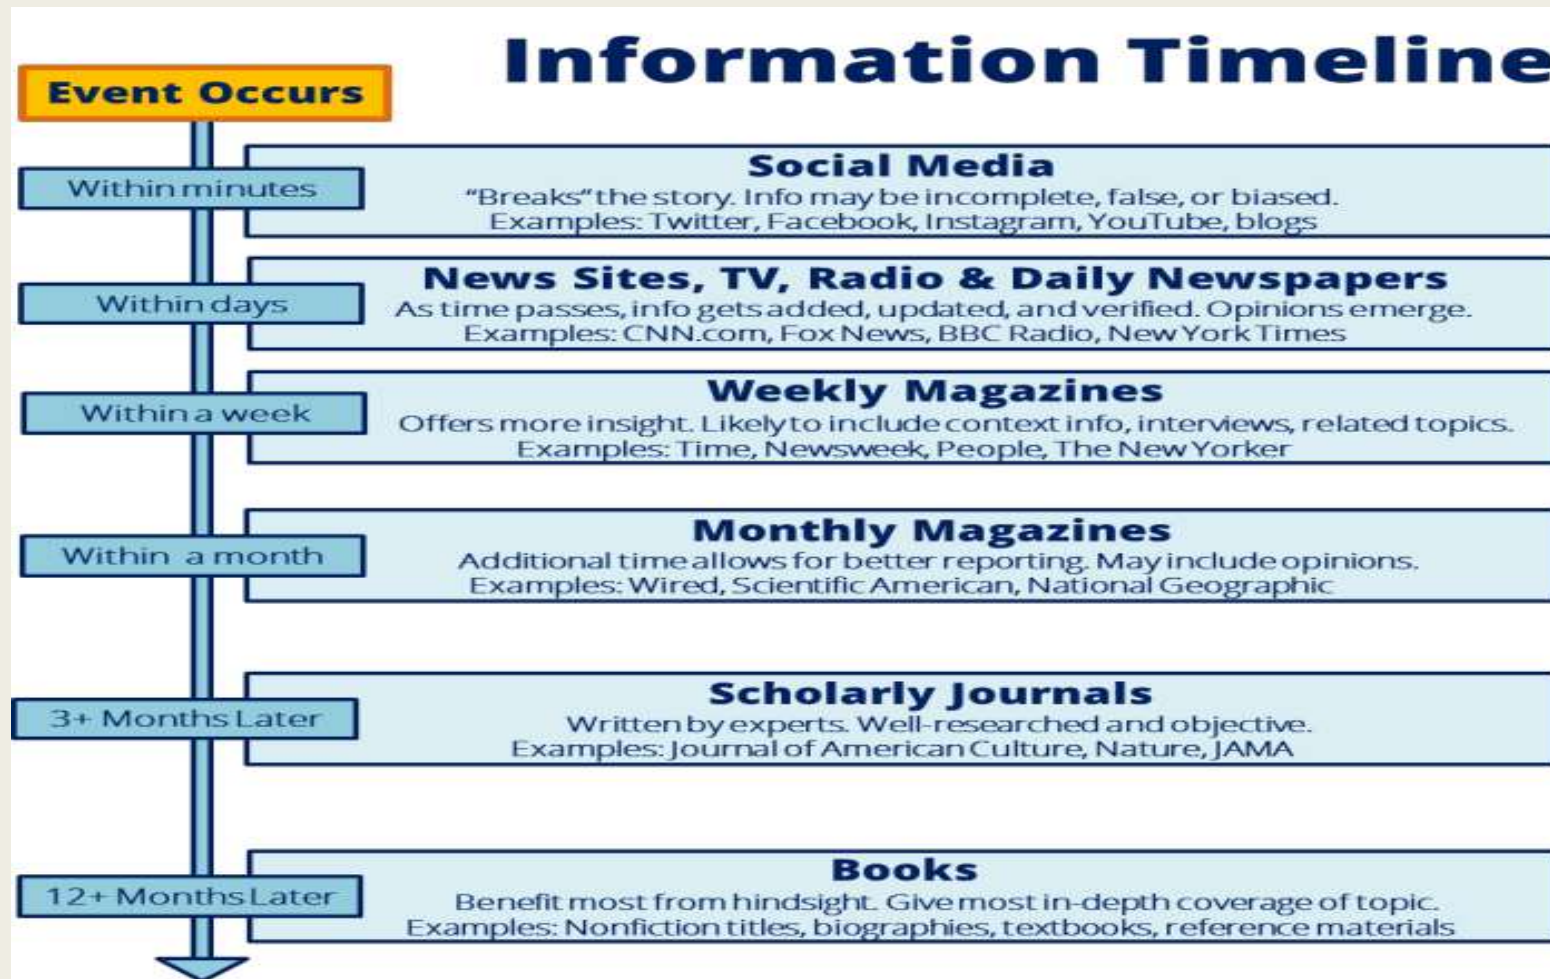 Information Timeline
Event Occurs
Within minutes
Social Media
“Breaks” the story. Info may be incomplete, false, or biased.
Examples: Twitter, Facebook, Instagram, YouTube, blogs
Within days
News Sites, TV, Radio & Daily Newspapers
As time passes, info gets added, updated, and verified. Opinions emerge.
Examples: CNN.com, Fox News, BBC Radio, New York Times
Within a week
Weekly Magazines
Offers more insight. Likely to include context info, interviews, related topics.
Examples: Time, Newsweek, People, The New Yorker
Within a month
Monthly Magazines
Additional time allows for better reporting. May include opinions.
Examples: Wired, Scientific American, National Geographic
3+ Months Later
Scholarly Journals
Written by experts. Well-researched and objective.
Examples: Journal of American Culture, Nature, JAMA
12+ Months Later
Books
Benefit most from hindsight. Give most in-depth coverage of topic.
Examples: Nonfiction titles, biographies, textbooks, reference materials